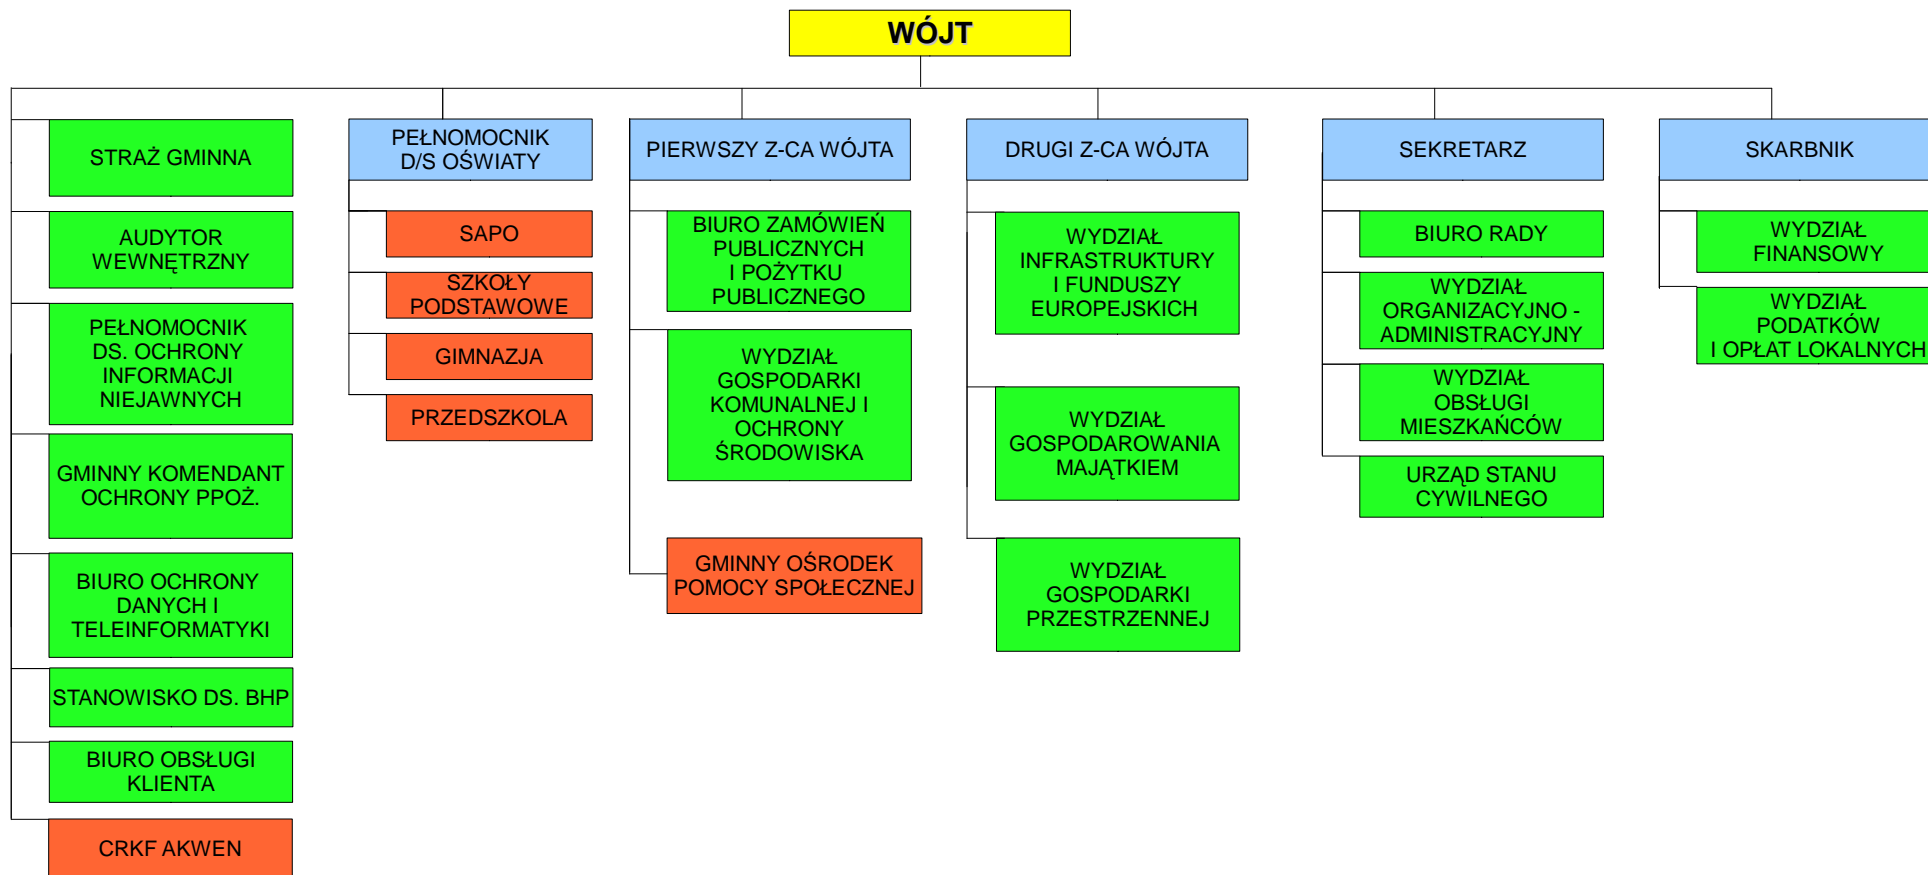 WÓJT
STRAŻ GMINNA
AUDYTOR
WEWNĘTRZNY
PEŁNOMOCNIK
DS. OCHRONY
INFORMACJI
NIEJAWNYCH
GMINNY KOMENDANT
OCHRONY PPOŻ.
BIURO OCHRONY
DANYCH I
TELEINFORMATYKI
STANOWISKO DS. BHP
BIURO OBSŁUGI
KLIENTA
CRKF AKWEN
PEŁNOMOCNIK
D/S OŚWIATY
SAPO
SZKOŁY
PODSTAWOWE
GIMNAZJA
PRZEDSZKOLA
PIERWSZY Z-CA WÓJTA
BIURO ZAMÓWIEŃ
PUBLICZNYCH
I POŻYTKU
PUBLICZNEGO
WYDZIAŁ
GOSPODARKI
KOMUNALNEJ I
OCHRONY
ŚRODOWISKA
GMINNY OŚRODEK
POMOCY SPOŁECZNEJ
DRUGI Z-CA WÓJTA
WYDZIAŁ
INFRASTRUKTURY
I FUNDUSZY
EUROPEJSKICH
WYDZIAŁ
GOSPODAROWANIA
MAJĄTKIEM
WYDZIAŁ
GOSPODARKI
PRZESTRZENNEJ
SEKRETARZ
BIURO RADY
WYDZIAŁ
ORGANIZACYJNO -
ADMINISTRACYJNY
WYDZIAŁ
OBSŁUGI
MIESZKAŃCÓW
URZĄD STANU
CYWILNEGO
SKARBNIK
WYDZIAŁ
FINANSOWY
WYDZIAŁ
PODATKÓW
I OPŁAT LOKALNYCH